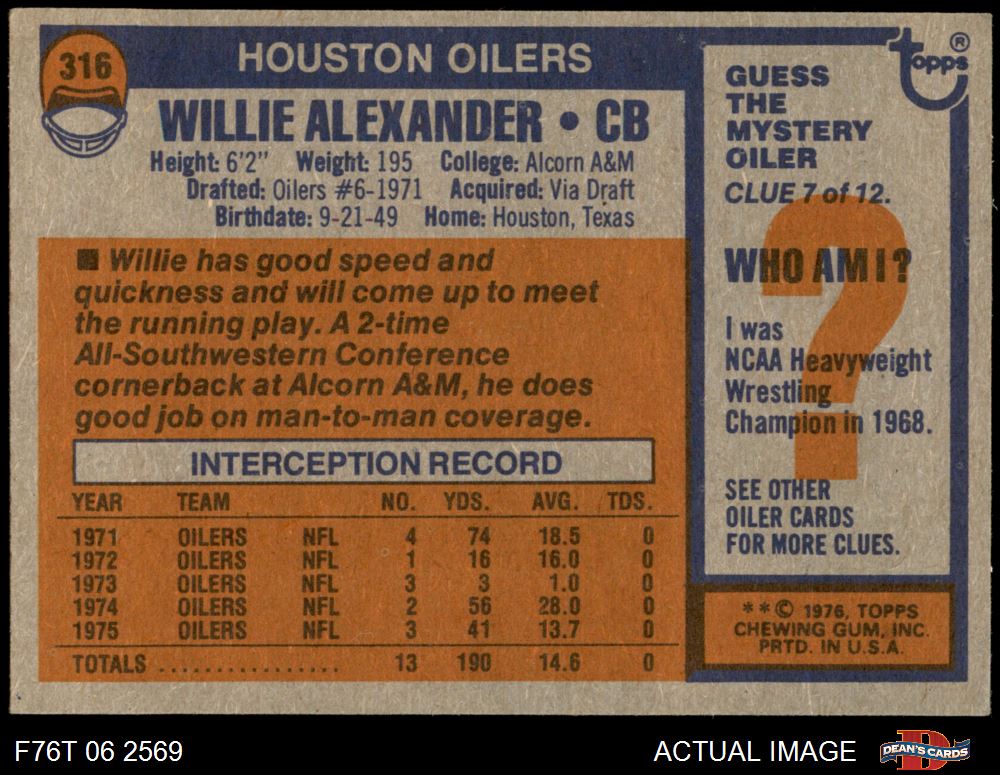 316
HOUSTON OILERS
WILLIE ALEXANDER • CB
Height: 6'2" Weight: 195 College: Alcorn A&M
Drafted: Oilers #6-1971 Acquired: Via Draft
Birthdate: 9-21-49 Home: Houston, Texas
■ Willie has good speed and
quickness and will come up to meet
the running play. A 2-time
All-Southwestern Conference
cornerback at Alcorn A&M, he does
good job on man-to-man coverage.
INTERCEPTION RECORD
YEAR TEAM NO. YDS. AVG. TDS.
1971 OILERS NFL 4 74 18.5 0
1972 OILERS NFL 1 16 16.0 0
1973 OILERS NFL 3 3 1.0 0
1974 OILERS NFL 2 56 28.0 0
1975 OILERS NFL 3 41 13.7 0
TOTALS .................. 13 190 14.6 0
topps ®
GUESS
THE
MYSTERY
OILER
CLUE 7 of 12.
?
WHO AM I?
I was
NCAA Heavyweight
Wrestling
Champion in 1968.
SEE OTHER
OILER CARDS
FOR MORE CLUES.
**© 1976, TOPPS
CHEWING GUM, INC.
PRTD. IN U.S.A.
F76T 06 2569
ACTUAL IMAGE
DEAN'S CARDS